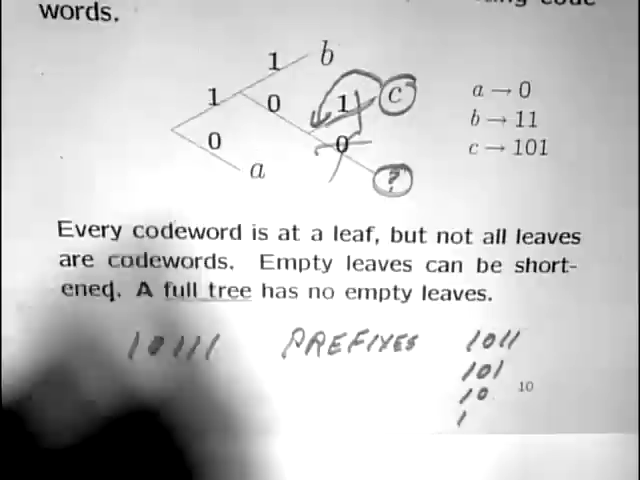 words.
1 b
1 0 1 c a → 0
b → 11
0 0 c → 101
a ?
Every codeword is at a leaf, but not all leaves
are codewords. Empty leaves can be short-
ened. A full tree has no empty leaves.
10111 PREFIXES 1011
101
10 10
1